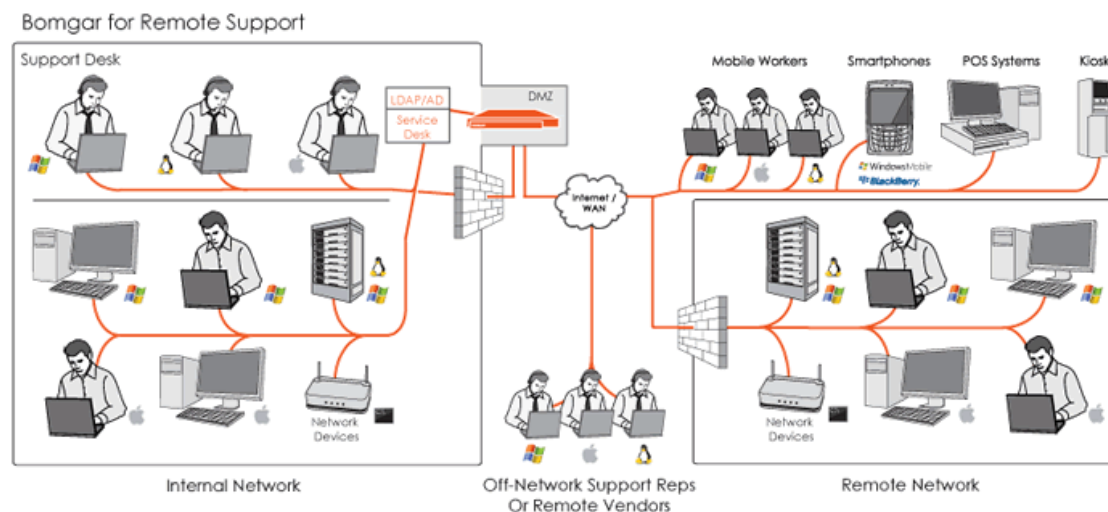 Bomgar for Remote Support
Support Desk
LDAP/AD
Service
Desk
DMZ
Mobile Workers
Smartphones
POS Systems
Kiosk
WindowsMobile
BlackBerry.
Internet /
WAN
Network
Devices
Network
Devices
Internal Network
Off-Network Support Reps
Or Remote Vendors
Remote Network